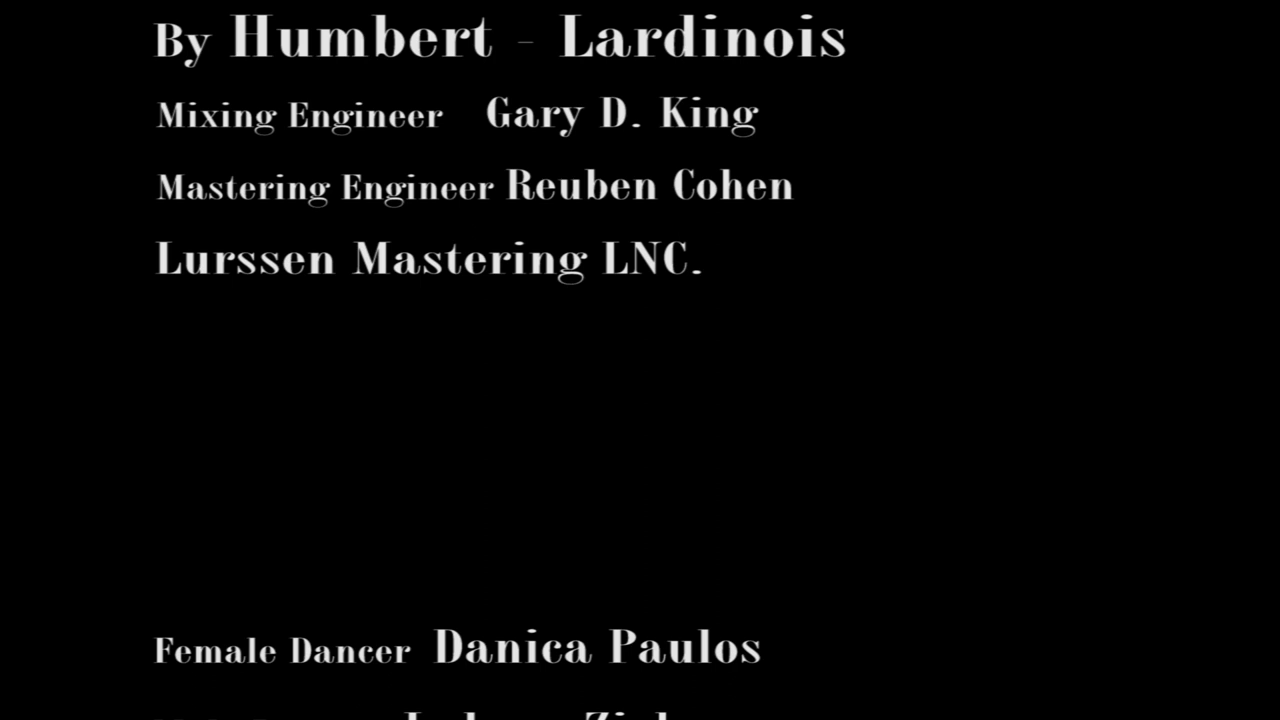 By Humbert - Lardinois
Mixing Engineer Gary D. King
Mastering Engineer Reuben Cohen
Lurssen Mastering LNC.
Female Dancer Danica Paulos